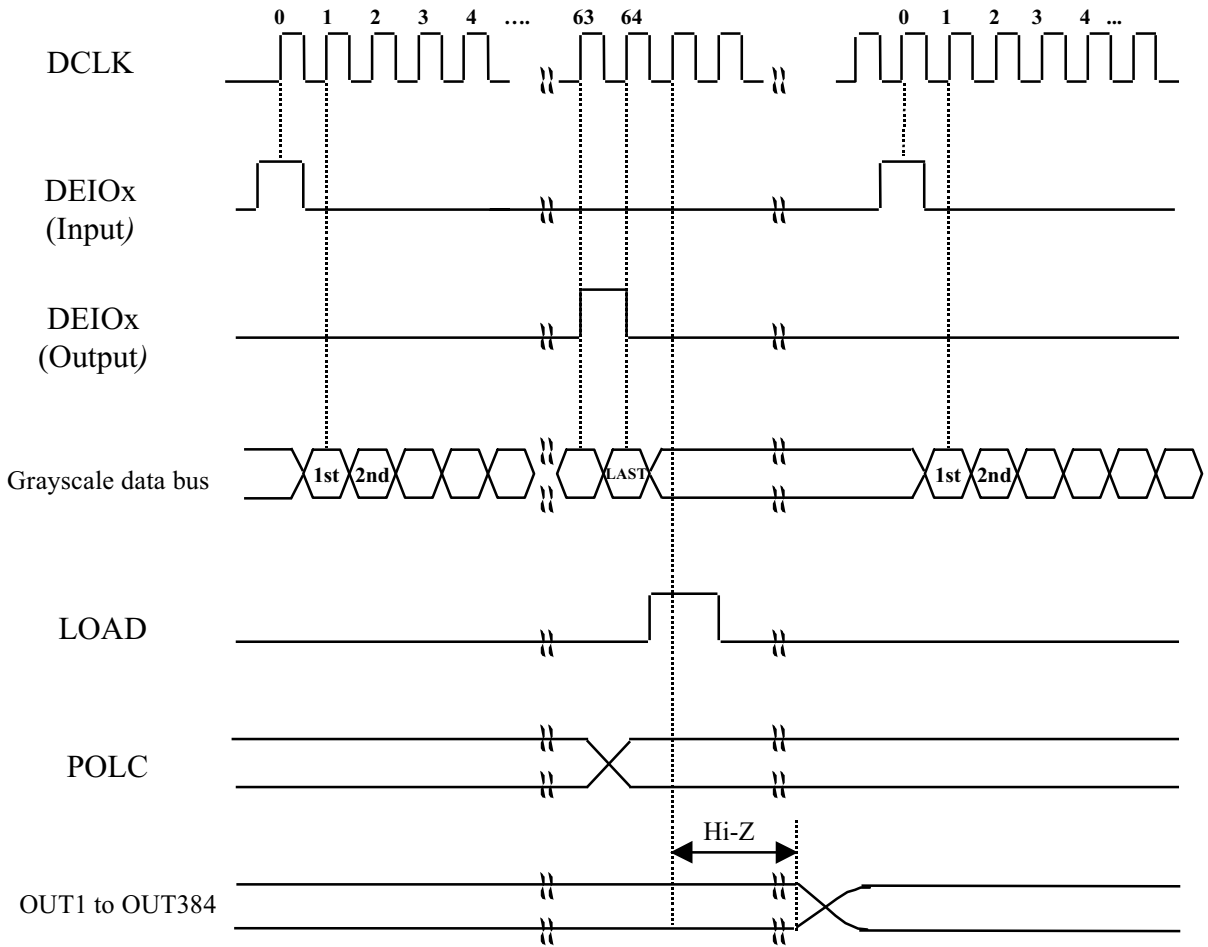 0 1 2 3 4 .... 63 64 0 1 2 3 4 ...
DCLK
DEIOx
(Input)
DEIOx
(Output)
Grayscale data bus 1st 2nd LAST 1st 2nd
LOAD
POLC
Hi-Z
OUT1 to OUT384